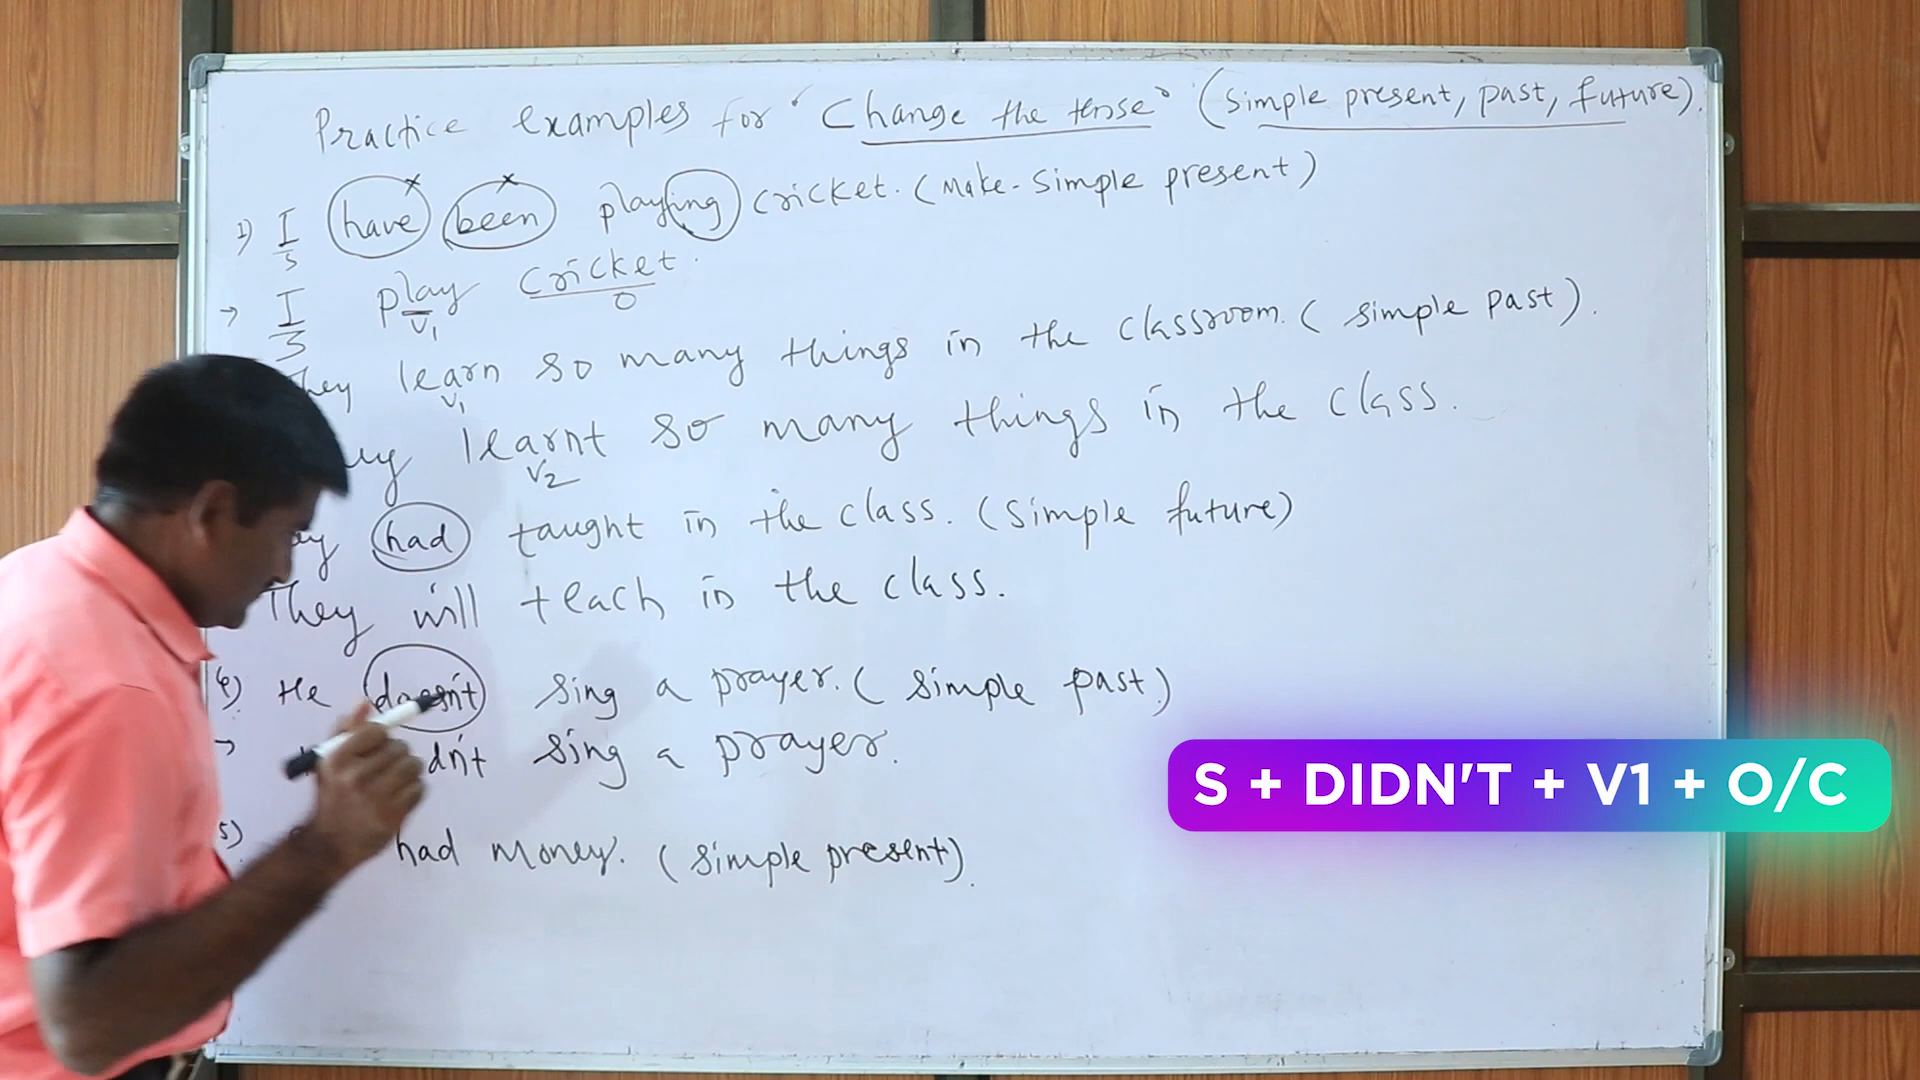 Practice examples for "Change the tense" (Simple present, past, future).
1) I have been playing cricket. (Make - Simple present)
S
→ I play cricket.
S V1 O
learn so many things in the classroom. (simple past).
V1
learnt so many things in the class.
V2
had taught in the class. (Simple future)
They will teach in the class.
4) He doesn't sing a prayer. (simple past)
→ sing a prayer.
5) had money. (simple present).
S + DIDN'T + V1 + O/C